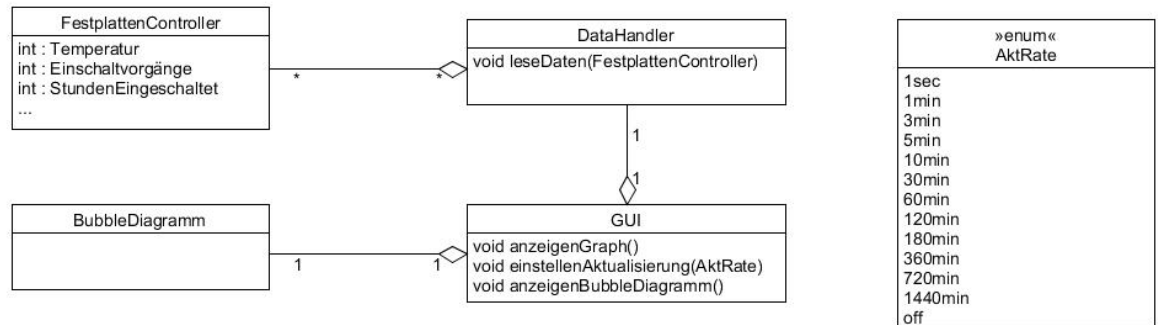 FestplattenController
int : Temperatur
int : Einschaltvorgänge
int : StundenEingeschaltet
...
*
*
DataHandler
void leseDaten(FestplattenController)
1
1
BubbleDiagramm
1
1
GUI
void anzeigenGraph()
void einstellenAktualisierung(AktRate)
void anzeigenBubbleDiagramm()
»enum«
AktRate
1sec
1min
3min
5min
10min
30min
60min
120min
180min
360min
720min
1440min
off